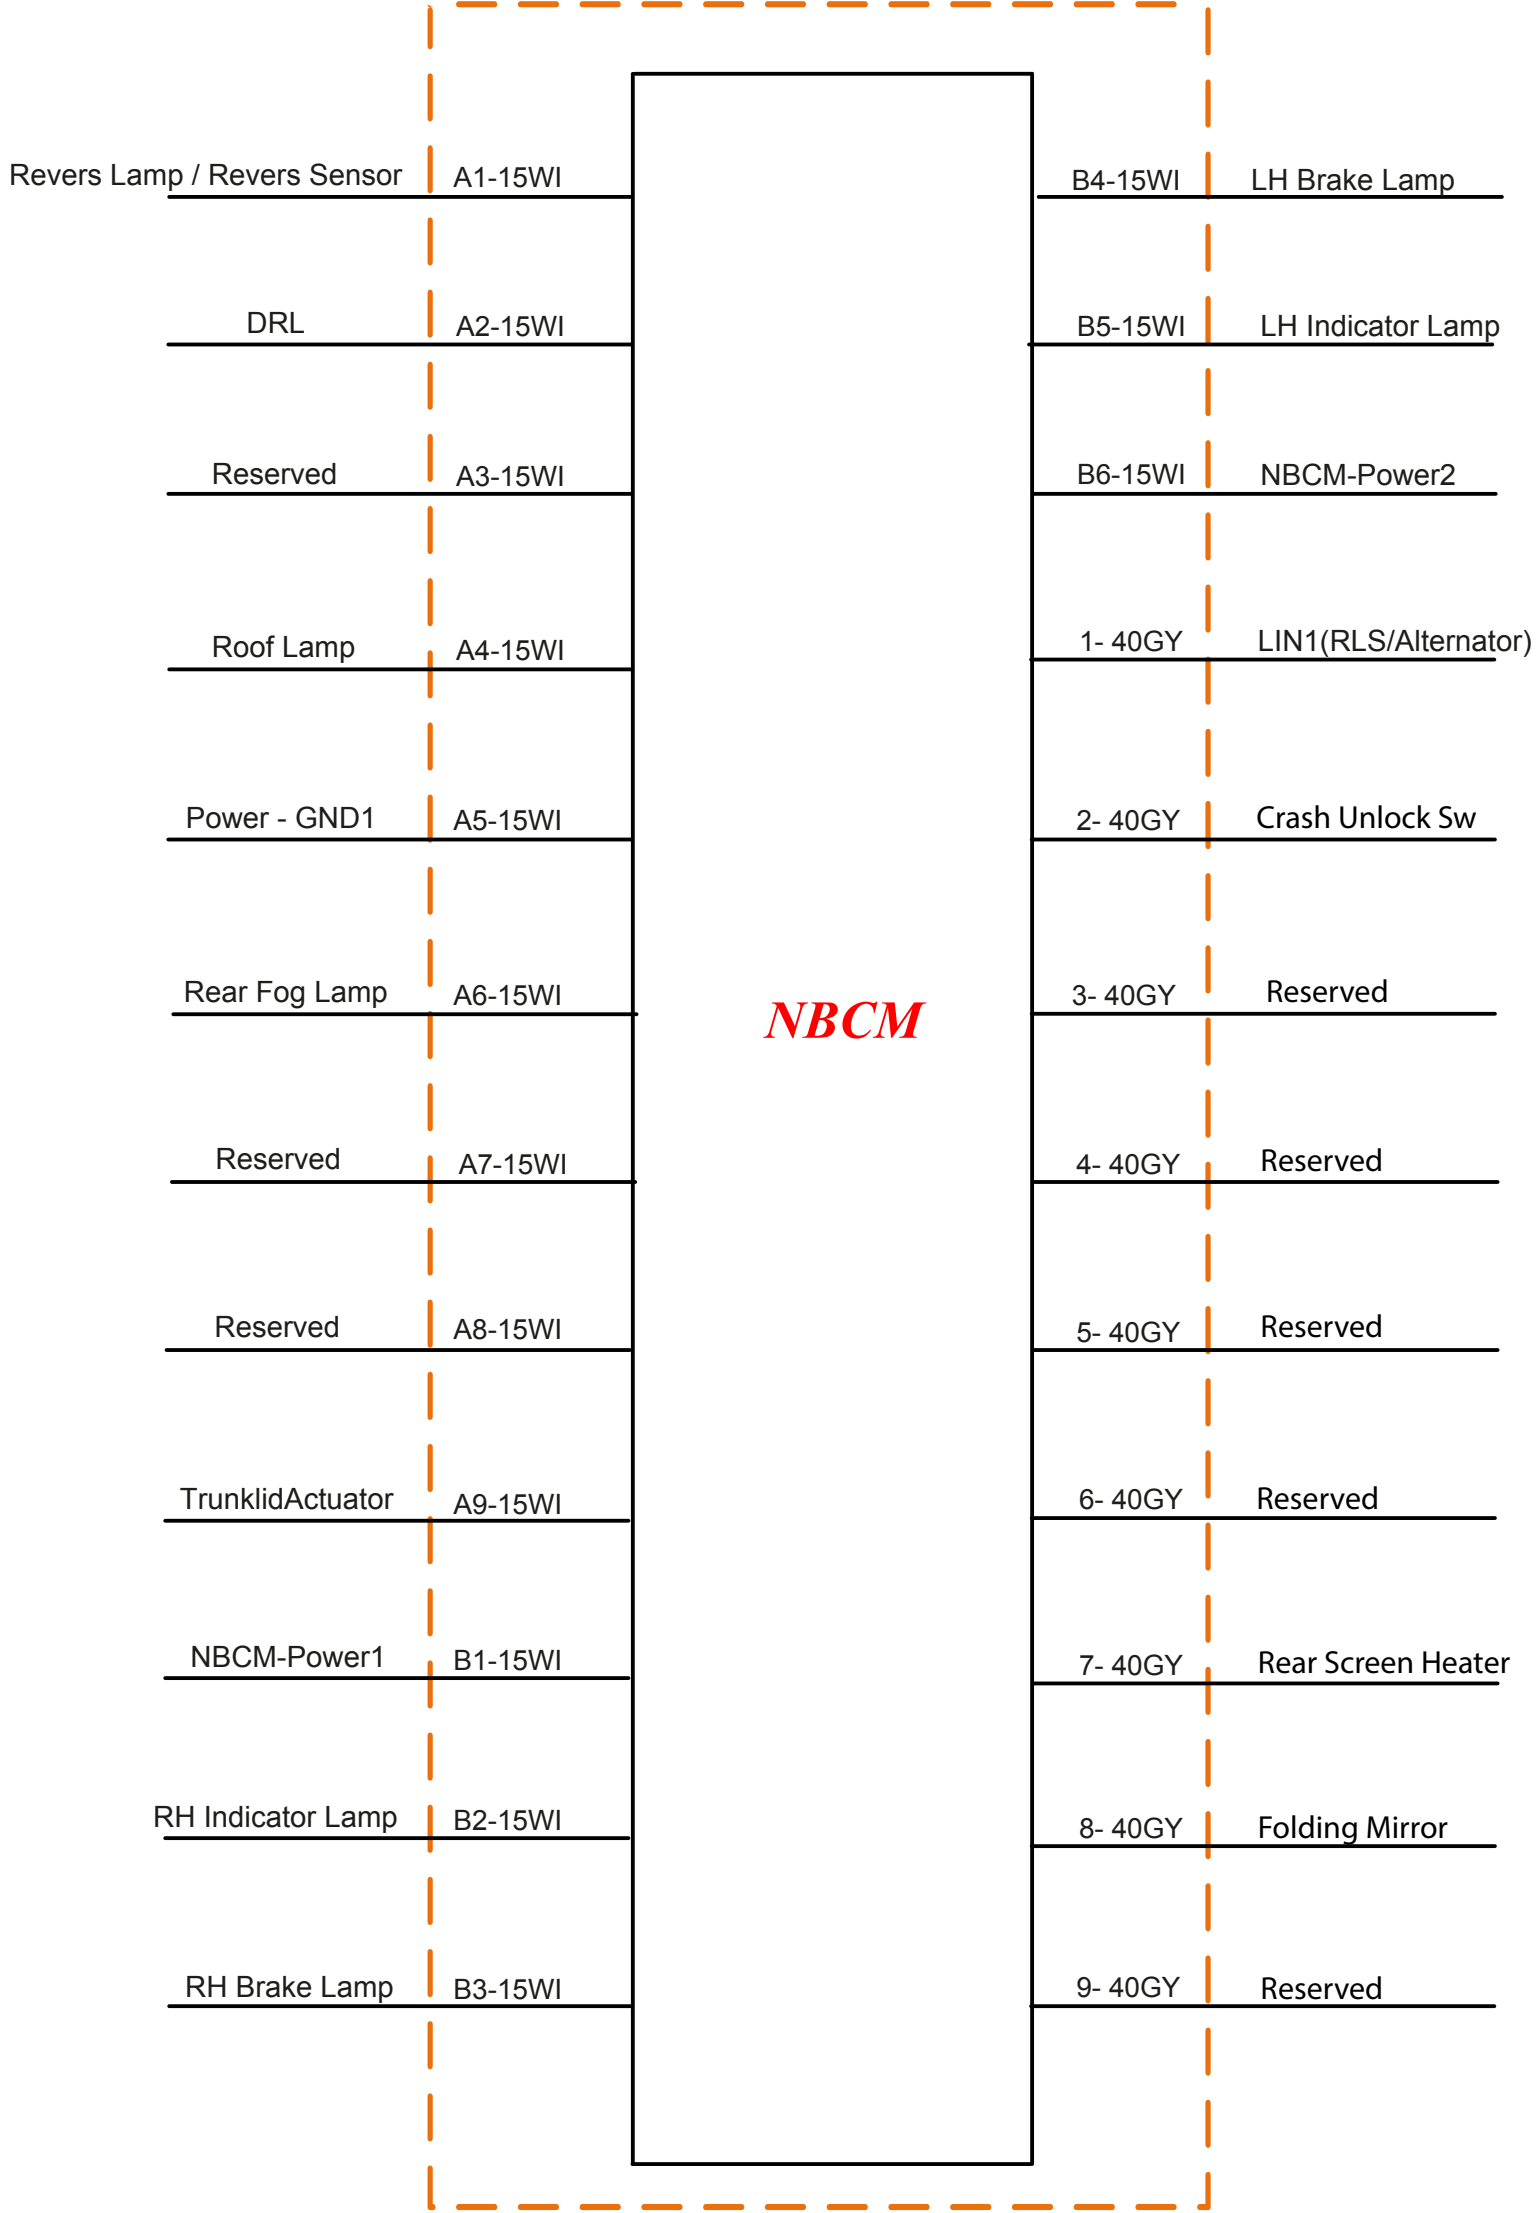 Revers Lamp / Revers Sensor A1-15WI B4-15WI LH Brake Lamp
DRL A2-15WI B5-15WI LH Indicator Lamp
Reserved A3-15WI B6-15WI NBCM-Power2
Roof Lamp A4-15WI 1- 40GY LIN1(RLS/Alternator)
Power - GND1 A5-15WI 2- 40GY Crash Unlock Sw
Rear Fog Lamp A6-15WI 3- 40GY Reserved
NBCM
Reserved A7-15WI 4- 40GY Reserved
Reserved A8-15WI 5- 40GY Reserved
TrunklidActuator A9-15WI 6- 40GY Reserved
NBCM-Power1 B1-15WI 7- 40GY Rear Screen Heater
RH Indicator Lamp B2-15WI 8- 40GY Folding Mirror
RH Brake Lamp B3-15WI 9- 40GY Reserved